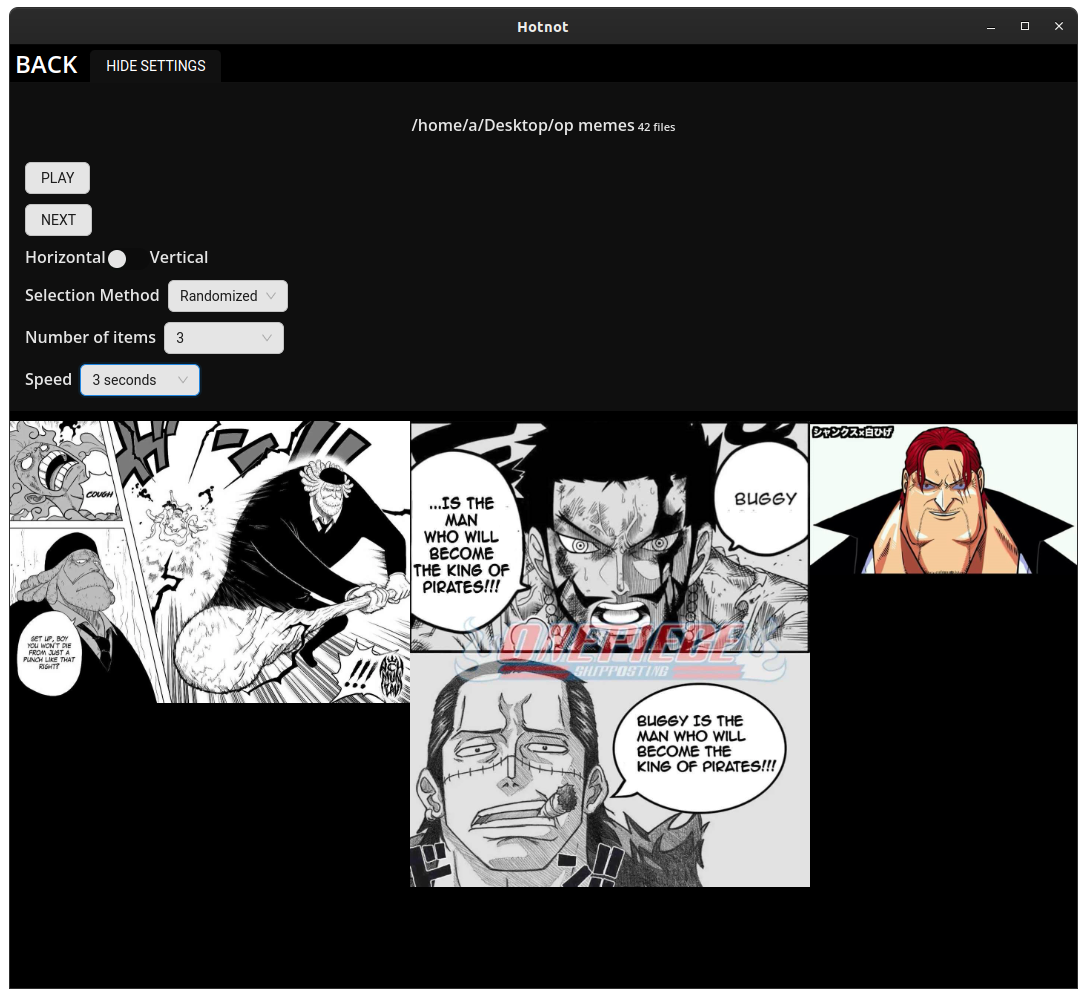 Hotnot
BACK
HIDE SETTINGS
/home/a/Desktop/op memes 42 files
PLAY
NEXT
Horizontal Vertical
Selection Method Randomized
Number of items 3
Speed 3 seconds
COUGH
GET UP, BOY
YOU WON'T DIE
FROM JUST A
PUNCH LIKE THAT
RIGHT?
!!!
...IS THE
MAN
WHO WILL
BECOME
THE KING OF
PIRATES!!!
BUGGY
ONE PIECE
SHITPOSTING
BUGGY IS THE
MAN WHO WILL
BECOME THE
KING OF PIRATES!!!
シャンクス×白ひげ